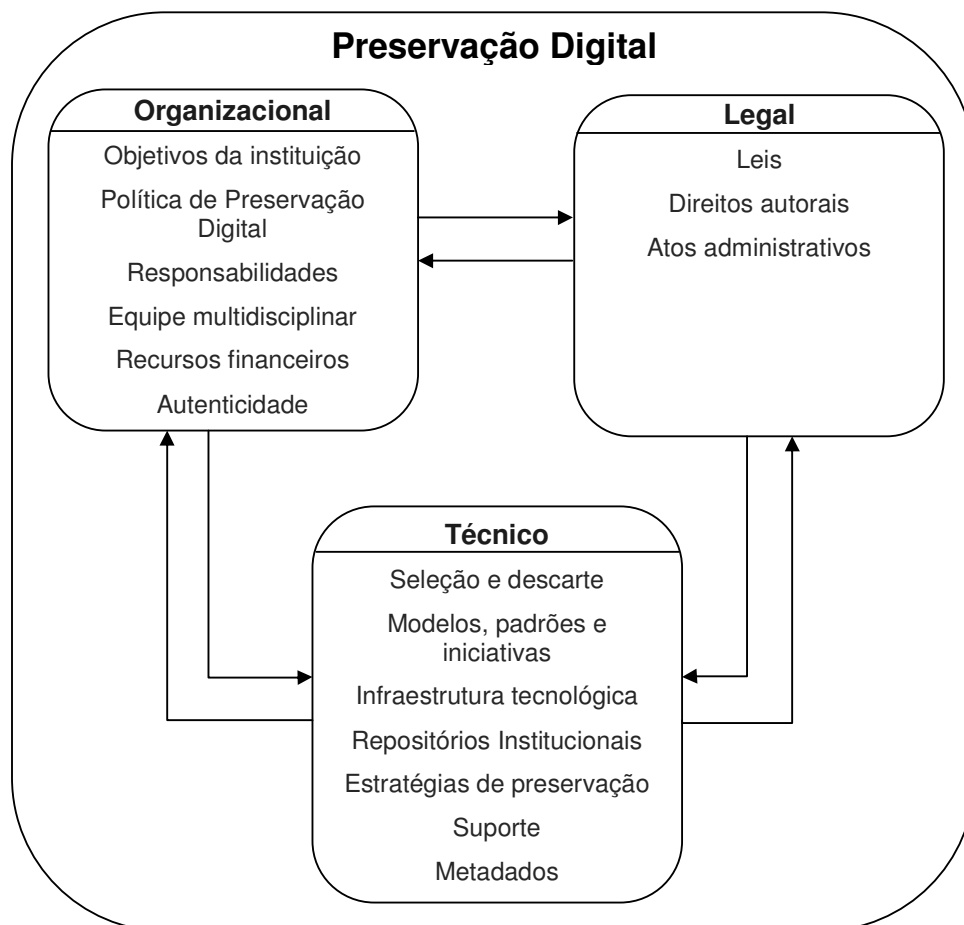 Preservação Digital
Organizacional
Objetivos da instituição
Política de Preservação
Digital
Responsabilidades
Equipe multidisciplinar
Recursos financeiros
Autenticidade
Legal
Leis
Direitos autorais
Atos administrativos
Técnico
Seleção e descarte
Modelos, padrões e
iniciativas
Infraestrutura tecnológica
Repositórios Institucionais
Estratégias de preservação
Suporte
Metadados